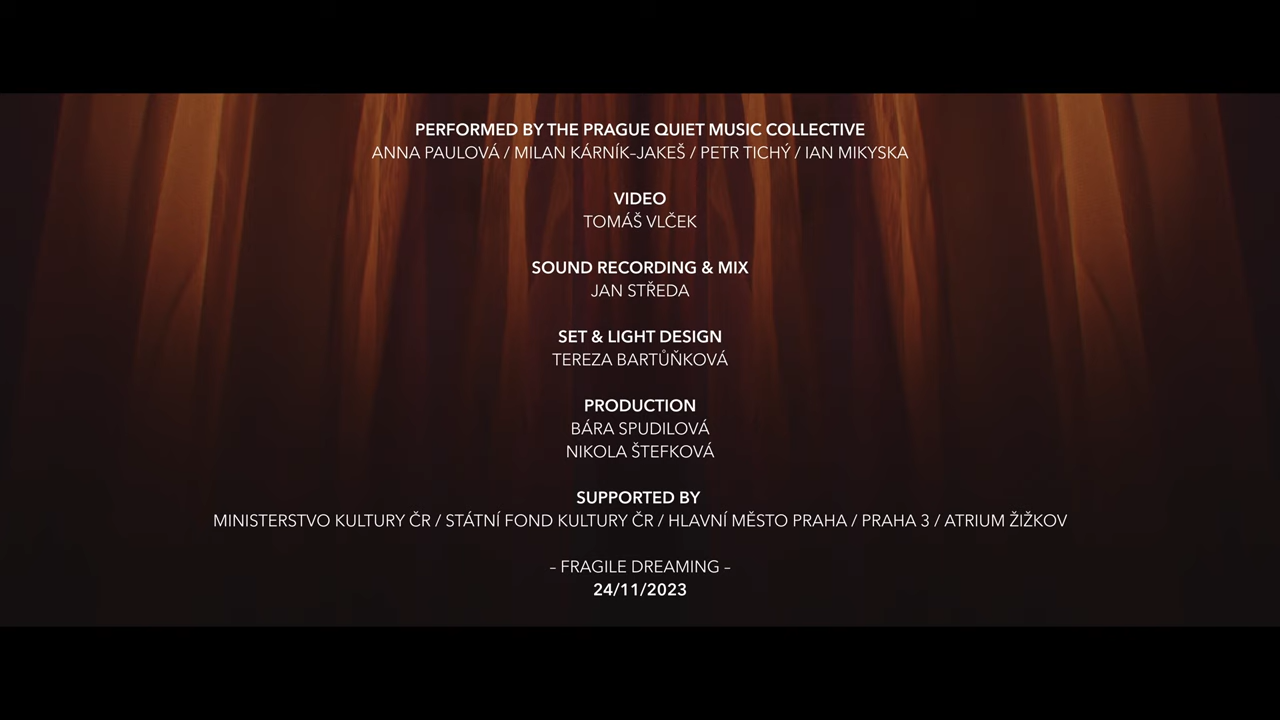 PERFORMED BY THE PRAGUE QUIET MUSIC COLLECTIVE
ANNA PAULOVÁ / MILAN KÁRNÍK–JAKEŠ / PETR TICHÝ / IAN MIKYSKA
VIDEO
TOMÁŠ VLČEK
SOUND RECORDING & MIX
JAN STŘEDA
SET & LIGHT DESIGN
TEREZA BARTŮŇKOVÁ
PRODUCTION
BÁRA SPUDILOVÁ
NIKOLA ŠTEFKOVÁ
SUPPORTED BY
MINISTERSTVO KULTURY ČR / STÁTNÍ FOND KULTURY ČR / HLAVNÍ MĚSTO PRAHA / PRAHA 3 / ATRIUM ŽIŽKOV
– FRAGILE DREAMING –
24/11/2023